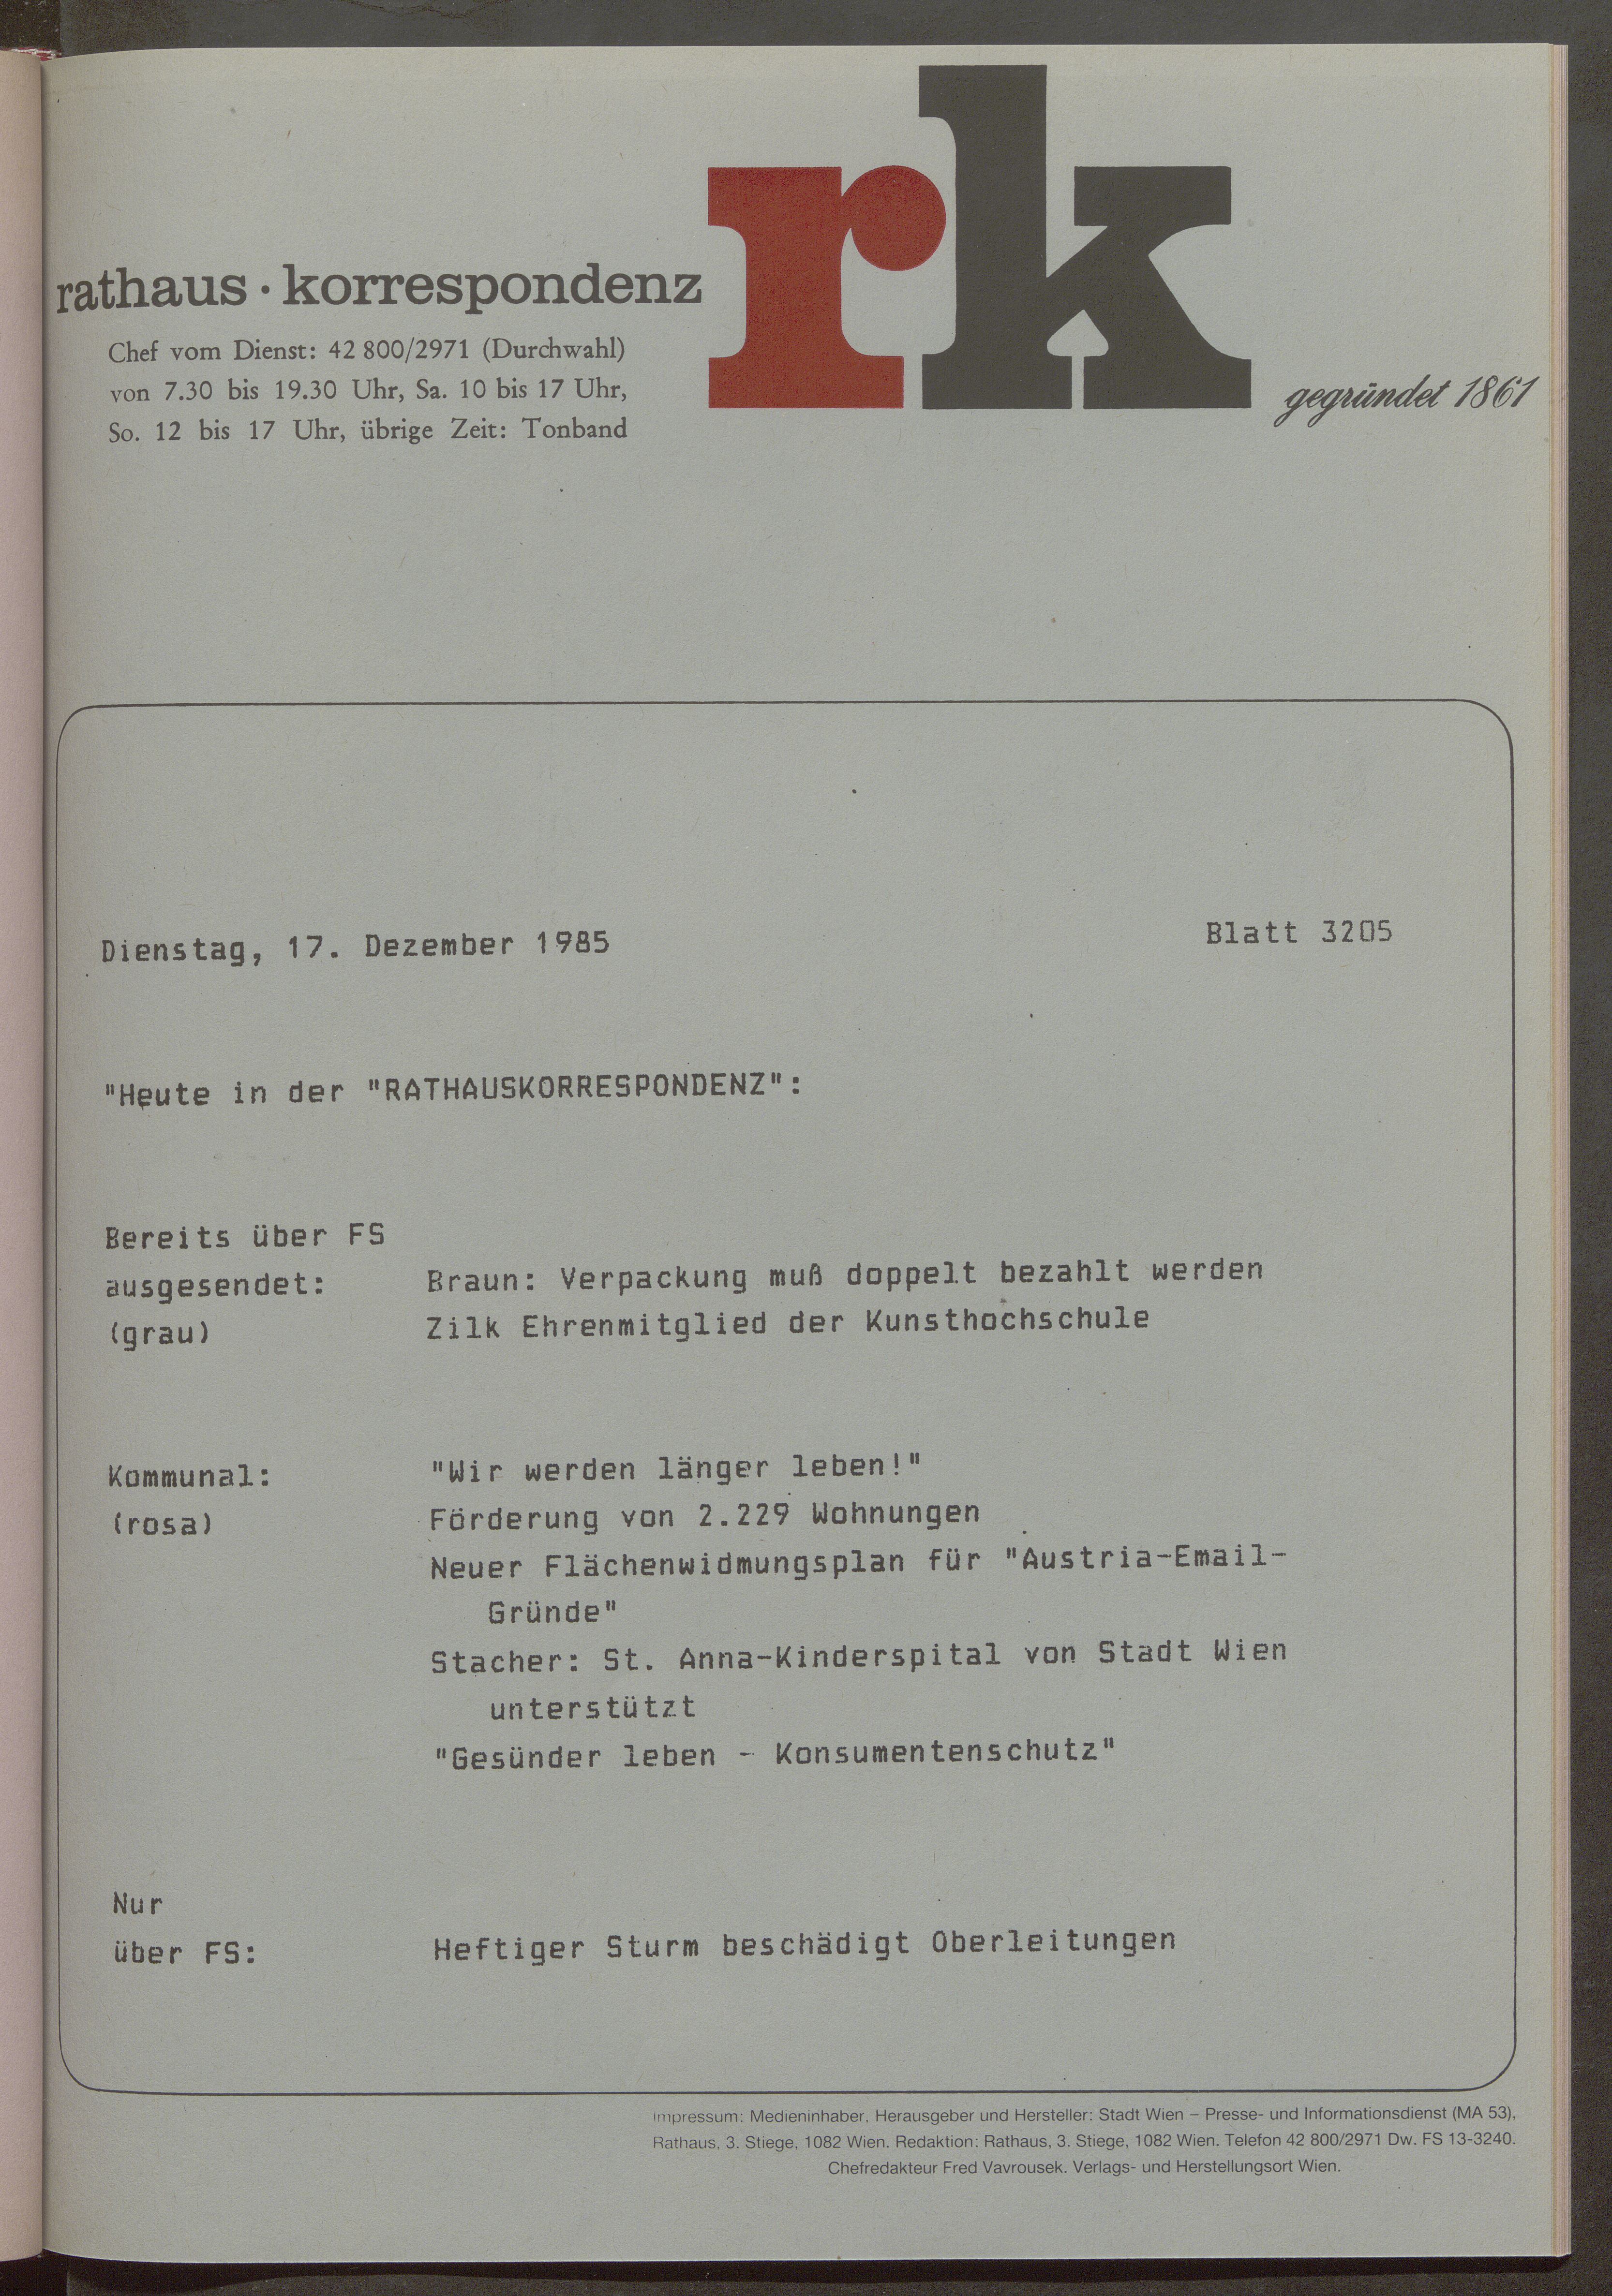 rk
rathaus · korrespondenz
Chef vom Dienst: 42 800/2971 (Durchwahl)
von 7.30 bis 19.30 Uhr, Sa. 10 bis 17 Uhr,
So. 12 bis 17 Uhr, übrige Zeit: Tonband
gegründet 1861
Dienstag, 17. Dezember 1985 Blatt 3205
"Heute in der "RATHAUSKORRESPONDENZ":
Bereits über FS
ausgesendet: Braun: Verpackung muß doppelt bezahlt werden
(grau) Zilk Ehrenmitglied der Kunsthochschule
Kommunal: "Wir werden länger leben!"
(rosa) Förderung von 2.229 Wohnungen
Neuer Flächenwidmungsplan für "Austria-Email-
Gründe"
Stacher: St. Anna-Kinderspital von Stadt Wien
unterstützt
"Gesünder leben - Konsumentenschutz"
Nur
über FS: Heftiger Sturm beschädigt Oberleitungen
Impressum: Medieninhaber, Herausgeber und Hersteller: Stadt Wien – Presse- und Informationsdienst (MA 53),
Rathaus, 3. Stiege, 1082 Wien. Redaktion: Rathaus, 3. Stiege, 1082 Wien. Telefon 42 800/2971 Dw. FS 13-3240.
Chefredakteur Fred Vavrousek. Verlags- und Herstellungsort Wien.